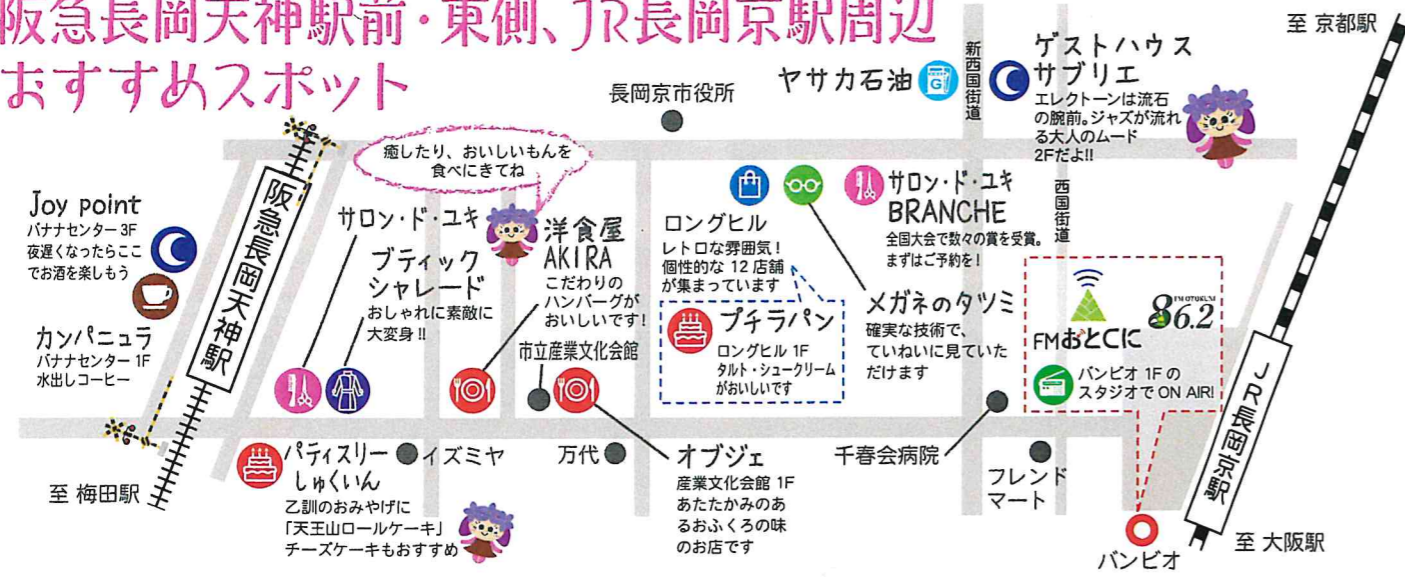 阪急長岡天神駅前・東側、JR長岡京駅周辺
おすすめスポット
至 京都駅
新西国街道
ヤサカ石油
G
ゲストハウス
サブリエ
エレクトーンは流石
の腕前。ジャズが流れ
る大人のムード
2Fだよ!!
長岡京市役所
癒したり、おいしいもんを
食べにきてね
Joy point
バナナセンター 3F
夜遅くなったらここ
でお酒を楽しもう
カンパニュラ
バナナセンター 1F
水出しコーヒー
阪急長岡天神駅
サロン・ド・ユキ
ブティック
シャレード
おしゃれに素敵に
大変身!!
洋食屋
AKIRA
こだわりの
ハンバーグが
おいしいです!
市立産業文化会館
ロングヒル
レトロな雰囲気!
個性的な 12 店舗
が集まっています
プチラパン
ロングヒル 1F
タルト・シュークリーム
がおいしいです
メガネのタツミ
確実な技術で、
ていねいに見ていた
だけます
サロン・ド・ユキ
BRANCHE
全国大会で数々の賞を受賞。
まずはご予約を!
西国街道
FM OTOKUNI
86.2
FMおとくに
バンビオ 1F の
スタジオで ON AIR!
JR長岡京駅
至 梅田駅
パティスリー
しゅくいん
乙訓のおみやげに
「天王山ロールケーキ」
チーズケーキもおすすめ
イズミヤ
万代
オブジェ
産業文化会館 1F
あたたかみのあ
るおふくろの味
のお店です
千春会病院
フレンド
マート
バンビオ
至 大阪駅